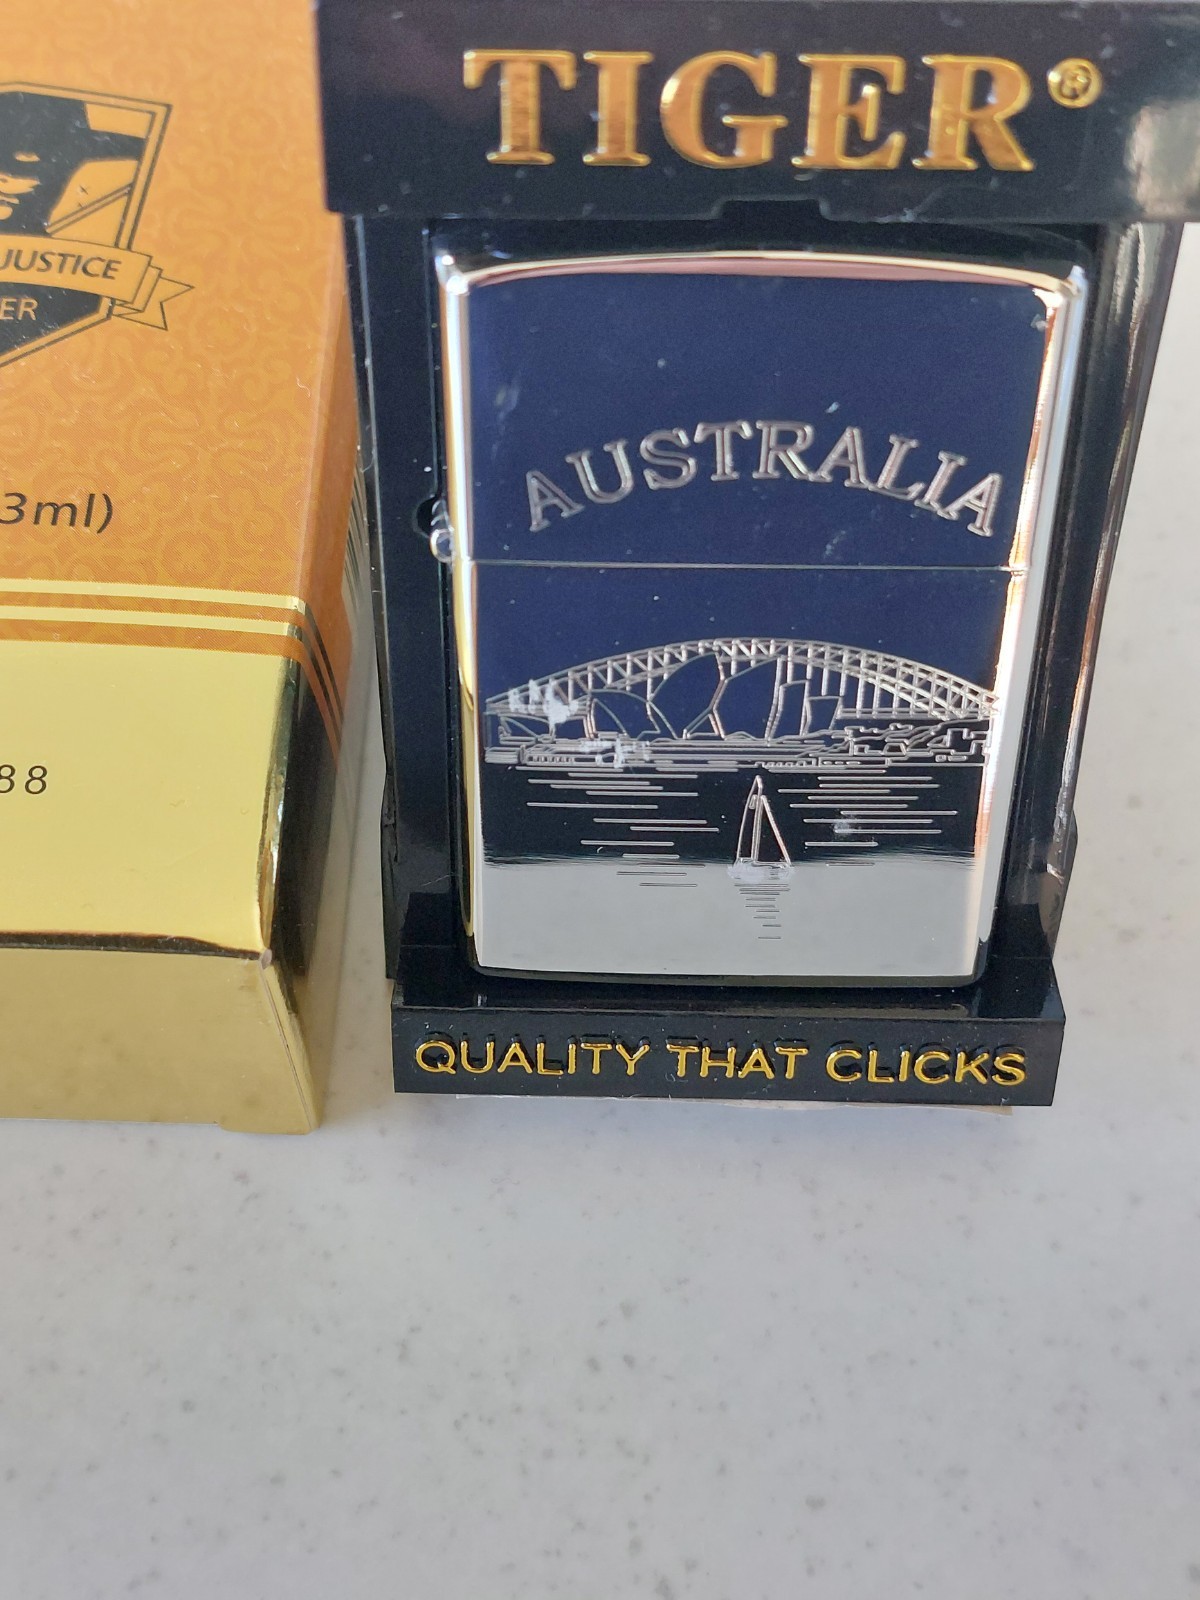 TIGER®
AUSTRALIA
QUALITY THAT CLICKS
JUSTICE
ER
3ml)
88